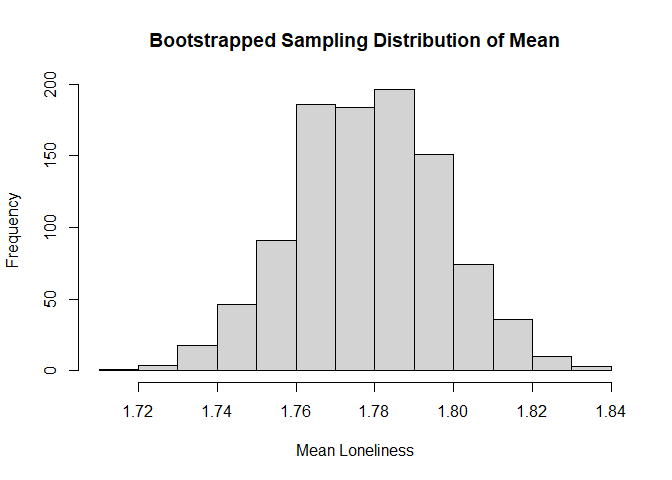 Bootstrapped Sampling Distribution of Mean
Frequency
200
150
100
50
0
1.72 1.74 1.76 1.78 1.80 1.82 1.84
Mean Loneliness